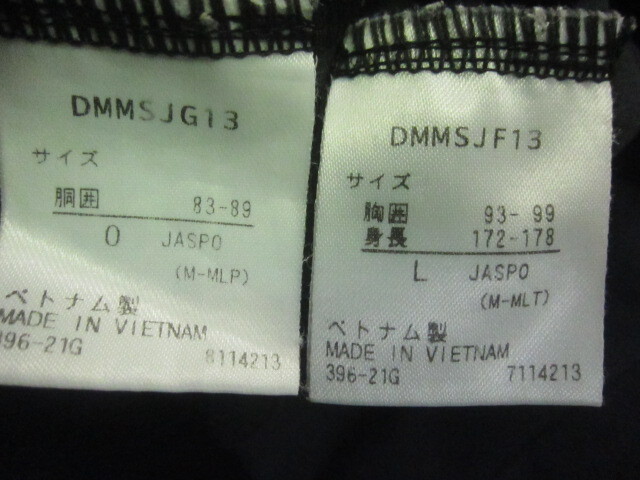 DMMSJG13
サイズ
胴囲 83-89
O JASPO
(M-MLP)
ベトナム製
MADE IN VIETNAM
396-21G 8114213
DMMSJF13
サイズ
胸囲 93- 99
身長 172-178
L JASPO
(M-MLT)
ベトナム製
MADE IN VIETNAM
396-21G 7114213